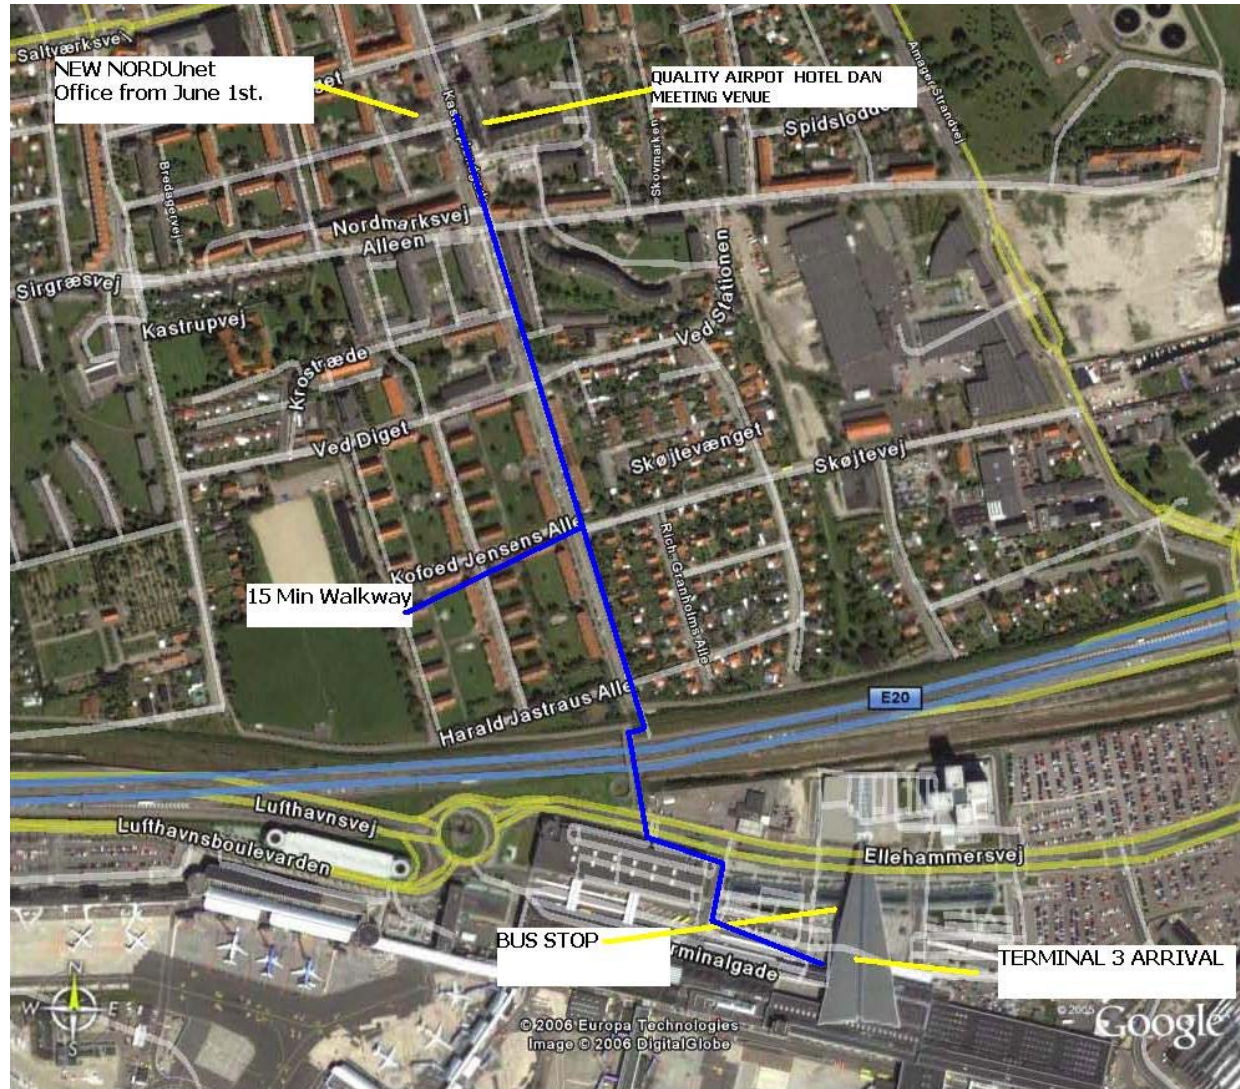 Saltværksvej
NEW NORDUnet
Office from June 1st.
get
QUALITY AIRPOT HOTEL DAN
MEETING VENUE
Amager Strandvej
Bredagervej
Skovmarken
Nordmarksvej
Alleen
Sirgræsvej
Kastrupvej
Ved Stationen
Krostræde
Ved Diget
Skøjtevænget
Skøjtevej
Kofoed Jensens Alle
15 Min Walkway
Rich. Granholms Alle
Harald Jastraus Alle
E20
Lufthavnsvej
Lufthavnsboulevarden
Ellehammersvej
BUS STOP
rminalgade
TERMINAL 3 ARRIVAL
N
W E
S
© 2006 Europa Technologies
Image © 2006 DigitalGlobe
Google